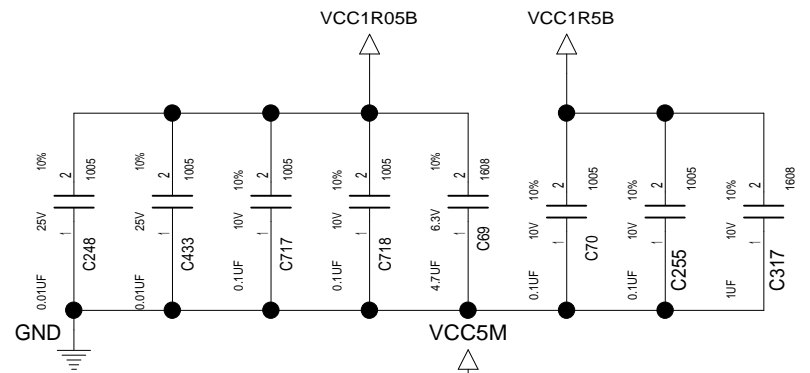 VCC1R05B
VCC1R5B
10%
2
1005
25V
1
C248
0.01UF
10%
2
1005
25V
1
C433
0.01UF
10%
2
1005
10V
1
C717
0.1UF
10%
2
1005
10V
1
C718
0.1UF
10%
2
1608
6.3V
1
C69
4.7UF
10%
2
1005
10V
1
C70
0.1UF
10%
2
1005
10V
1
C255
0.1UF
10%
2
1608
10V
1
C317
1UF
GND
VCC5M